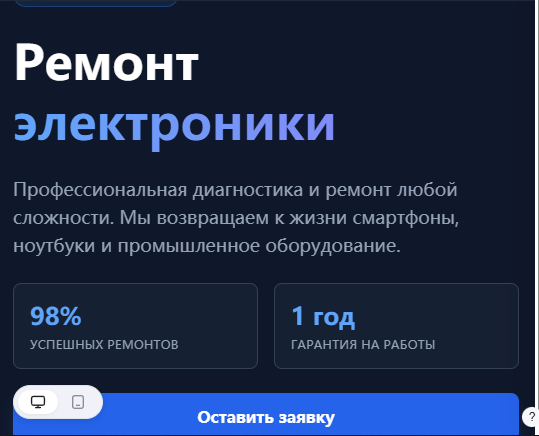 Ремонт
электроники
Профессиональная диагностика и ремонт любой
сложности. Мы возвращаем к жизни смартфоны,
ноутбуки и промышленное оборудование.
98%
УСПЕШНЫХ РЕМОНТОВ
1 год
ГАРАНТИЯ НА РАБОТЫ
Оставить заявку
?